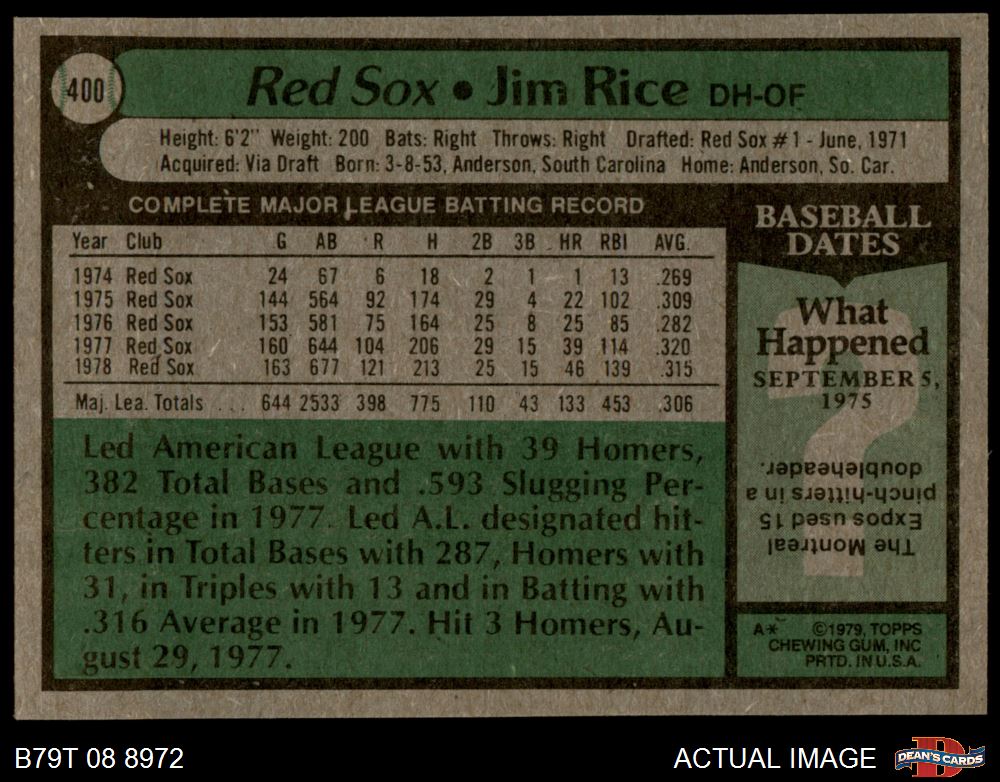 400
Red Sox • Jim Rice DH-OF
Height: 6'2" Weight: 200 Bats: Right Throws: Right Drafted: Red Sox #1 - June, 1971
Acquired: Via Draft Born: 3-8-53, Anderson, South Carolina Home: Anderson, So. Car.
COMPLETE MAJOR LEAGUE BATTING RECORD
Year Club G AB R H 2B 3B HR RBI AVG.
1974 Red Sox 24 67 6 18 2 1 1 13 .269
1975 Red Sox 144 564 92 174 29 4 22 102 .309
1976 Red Sox 153 581 75 164 25 8 25 85 .282
1977 Red Sox 160 644 104 206 29 15 39 114 .320
1978 Red Sox 163 677 121 213 25 15 46 139 .315
Maj. Lea. Totals ... 644 2533 398 775 110 43 133 453 .306
Led American League with 39 Homers,
382 Total Bases and .593 Slugging Per-
centage in 1977. Led A.L. designated hit-
ters in Total Bases with 287, Homers with
31, in Triples with 13 and in Batting with
.316 Average in 1977. Hit 3 Homers, Au-
gust 29, 1977.
BASEBALL
DATES
What
Happened
SEPTEMBER 5,
1975
?
The Montreal
Expos used 15
pinch-hitters in a
doubleheader.
A* ©1979, TOPPS
CHEWING GUM, INC
PRTD. IN U.S.A.
B79T 08 8972
ACTUAL IMAGE
D
DEAN'S CARDS